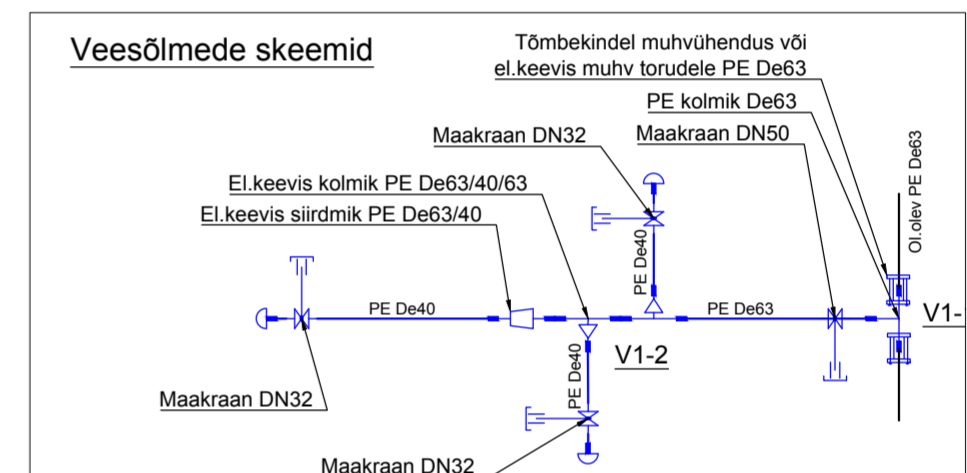 Veesõlmede skeemid
Tõmbekindel muhvühendus või
el.keevis muhv torudele PE De63
PE kolmik De63
Maakraan DN32
Maakraan DN50
El.keevis kolmik PE De63/40/63
El.keevis siirdmik PE De63/40
Ol.olev PE De63
PE De40
PE De40
PE De63
V1-
V1-2
PE De40
Maakraan DN32
Maakraan DN32